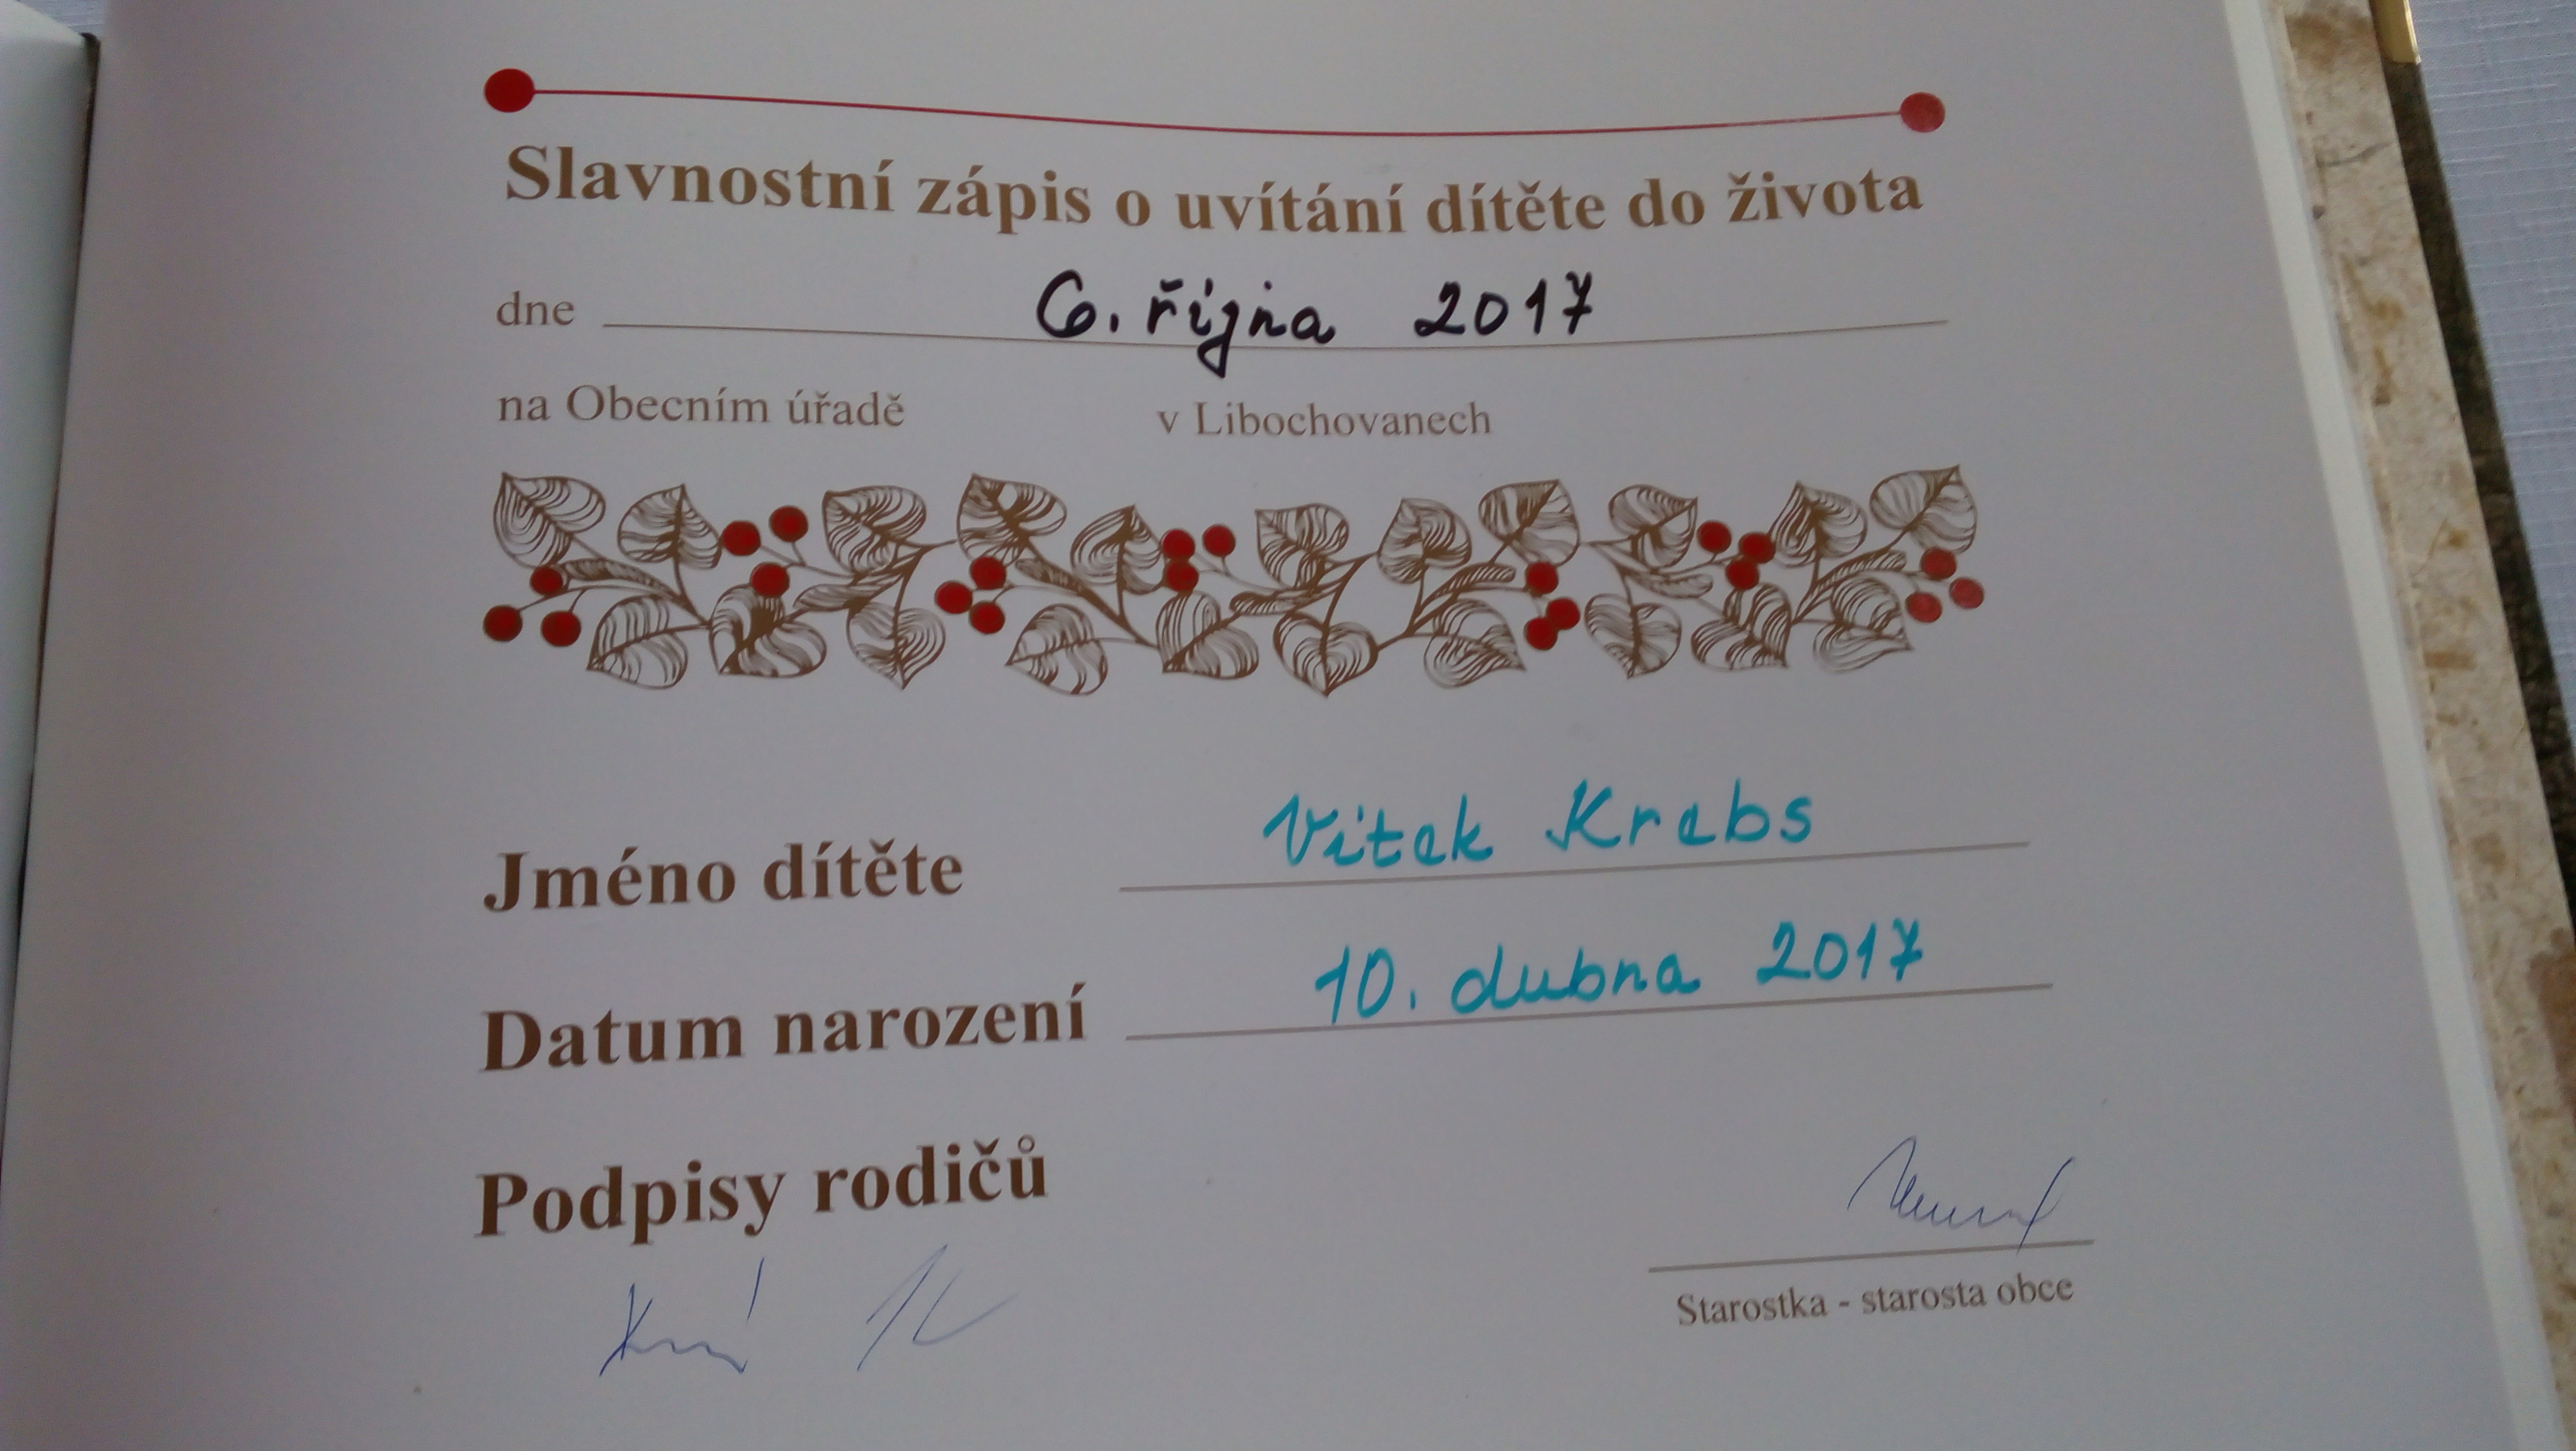 Slavnostní zápis o uvítání dítěte do života
dne 6. října 2017
na Obecním úřadě v Libochovanech
Jméno dítěte Vítek Krebs
Datum narození 10. dubna 2017
Podpisy rodičů
Starostka - starosta obce